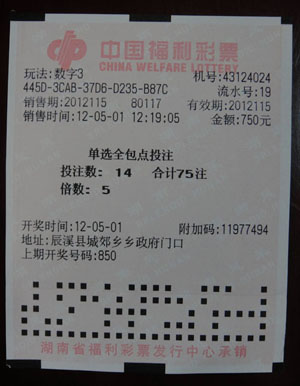 中国福利彩票
CHINA WELFARE LOTTERY
玩法:数字3 机号:43124024
445D-3CAB-37D6-D235-B87C 流水号:19
销售期:2012115 80117 有效期:2012115
销售时间:12-05-01 12:19:05 金额:750元
单选全包点投注
投注数: 14 合计75注
倍数: 5
开奖时间:12-05-01 附加码:11977494
地址:辰溪县城郊乡乡政府门口
上期开奖号码:850
湖南省福利彩票发行中心承销